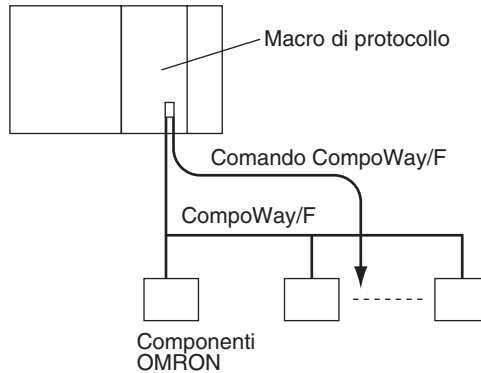 Macro di protocollo
Comando CompoWay/F
CompoWay/F
Componenti
OMRON